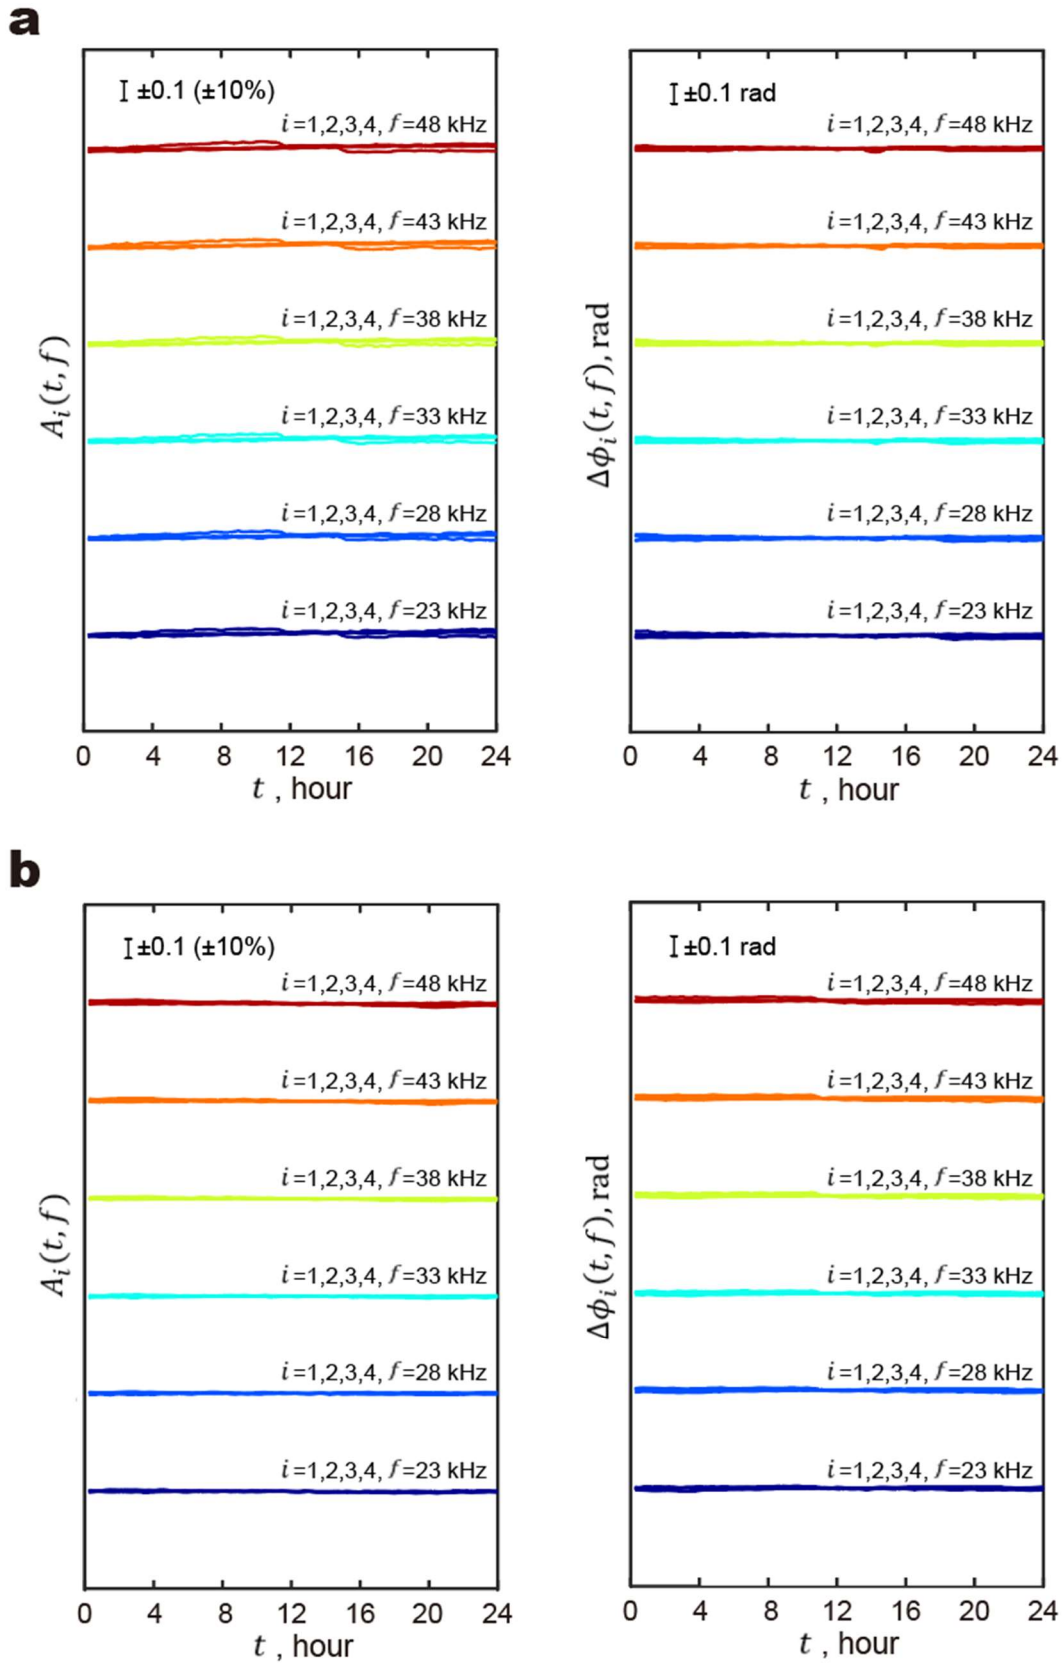 a
±0.1 (±10%)
i=1,2,3,4, f=48 kHz
i=1,2,3,4, f=43 kHz
i=1,2,3,4, f=38 kHz
i=1,2,3,4, f=33 kHz
i=1,2,3,4, f=28 kHz
i=1,2,3,4, f=23 kHz
Aᵢ(t,f)
0 4 8 12 16 20 24
t , hour
±0.1 rad
i=1,2,3,4, f=48 kHz
i=1,2,3,4, f=43 kHz
i=1,2,3,4, f=38 kHz
i=1,2,3,4, f=33 kHz
i=1,2,3,4, f=28 kHz
i=1,2,3,4, f=23 kHz
Δϕᵢ(t,f), rad
0 4 8 12 16 20 24
t , hour
b
±0.1 (±10%)
i=1,2,3,4, f=48 kHz
i=1,2,3,4, f=43 kHz
i=1,2,3,4, f=38 kHz
i=1,2,3,4, f=33 kHz
i=1,2,3,4, f=28 kHz
i=1,2,3,4, f=23 kHz
Aᵢ(t,f)
0 4 8 12 16 20 24
t , hour
±0.1 rad
i=1,2,3,4, f=48 kHz
i=1,2,3,4, f=43 kHz
i=1,2,3,4, f=38 kHz
i=1,2,3,4, f=33 kHz
i=1,2,3,4, f=28 kHz
i=1,2,3,4, f=23 kHz
Δϕᵢ(t,f), rad
0 4 8 12 16 20 24
t , hour